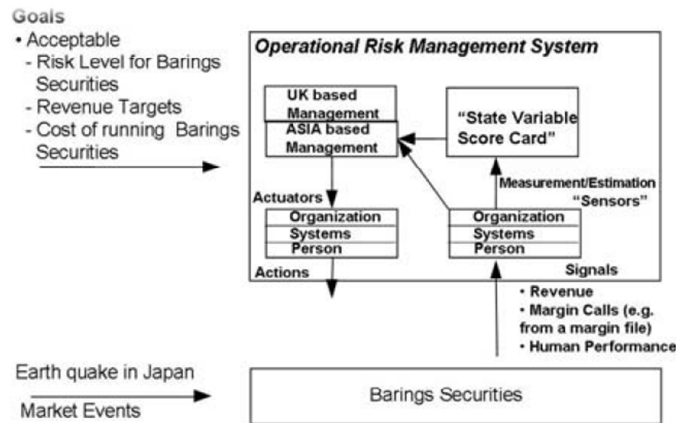 Goals
• Acceptable
- Risk Level for Barings
Securities
- Revenue Targets
- Cost of running Barings
Securities
Operational Risk Management System
UK based
Management
ASIA based
Management
“State Variable
Score Card”
Measurement/Estimation
“Sensors”
Actuators
Organization
Systems
Person
Organization
Systems
Person
Actions
Signals
• Revenue
• Margin Calls (e.g.
from a margin file)
• Human Performance
Earth quake in Japan
Market Events
Barings Securities